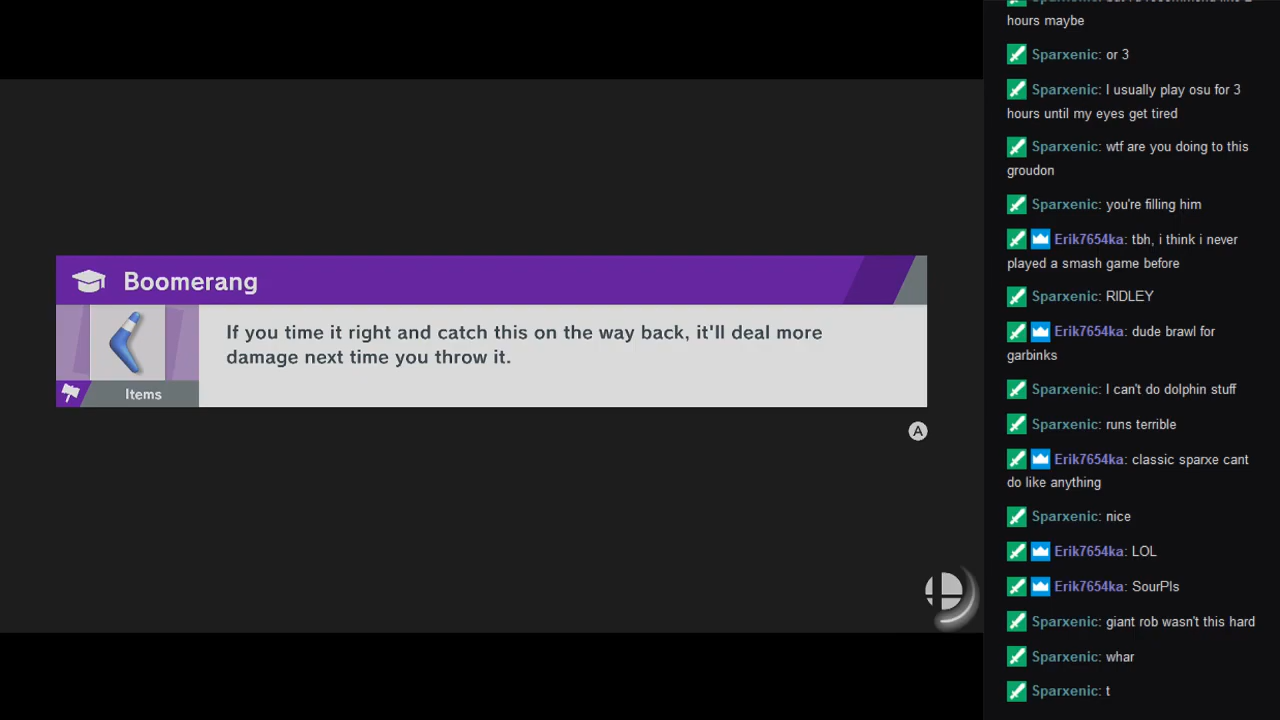 Boomerang
If you time it right and catch this on the way back, it'll deal more
damage next time you throw it.
Items
A
hours maybe
Sparxenic: or 3
Sparxenic: I usually play osu for 3
hours until my eyes get tired
Sparxenic: wtf are you doing to this
groudon
Sparxenic: you're filling him
Erik7654ka: tbh, i think i never
played a smash game before
Sparxenic: RIDLEY
Erik7654ka: dude brawl for
garbinks
Sparxenic: I can't do dolphin stuff
Sparxenic: runs terrible
Erik7654ka: classic sparxe cant
do like anything
Sparxenic: nice
Erik7654ka: LOL
Erik7654ka: SourPls
Sparxenic: giant rob wasn't this hard
Sparxenic: whar
Sparxenic: t